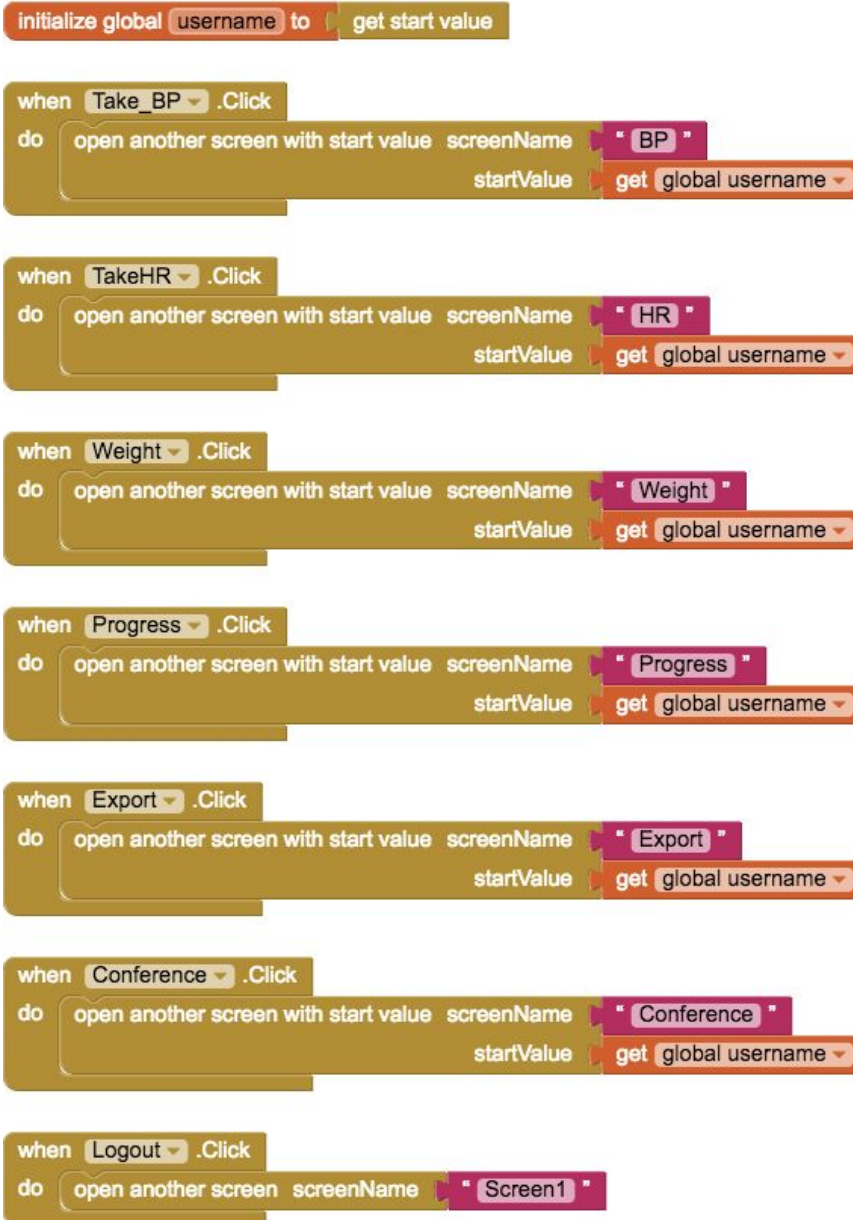 initialize global username to get start value
when Take_BP .Click
do open another screen with start value screenName " BP "
startValue get global username
when TakeHR .Click
do open another screen with start value screenName " HR "
startValue get global username
when Weight .Click
do open another screen with start value screenName " Weight "
startValue get global username
when Progress .Click
do open another screen with start value screenName " Progress "
startValue get global username
when Export .Click
do open another screen with start value screenName " Export "
startValue get global username
when Conference .Click
do open another screen with start value screenName " Conference "
startValue get global username
when Logout .Click
do open another screen screenName " Screen1 "